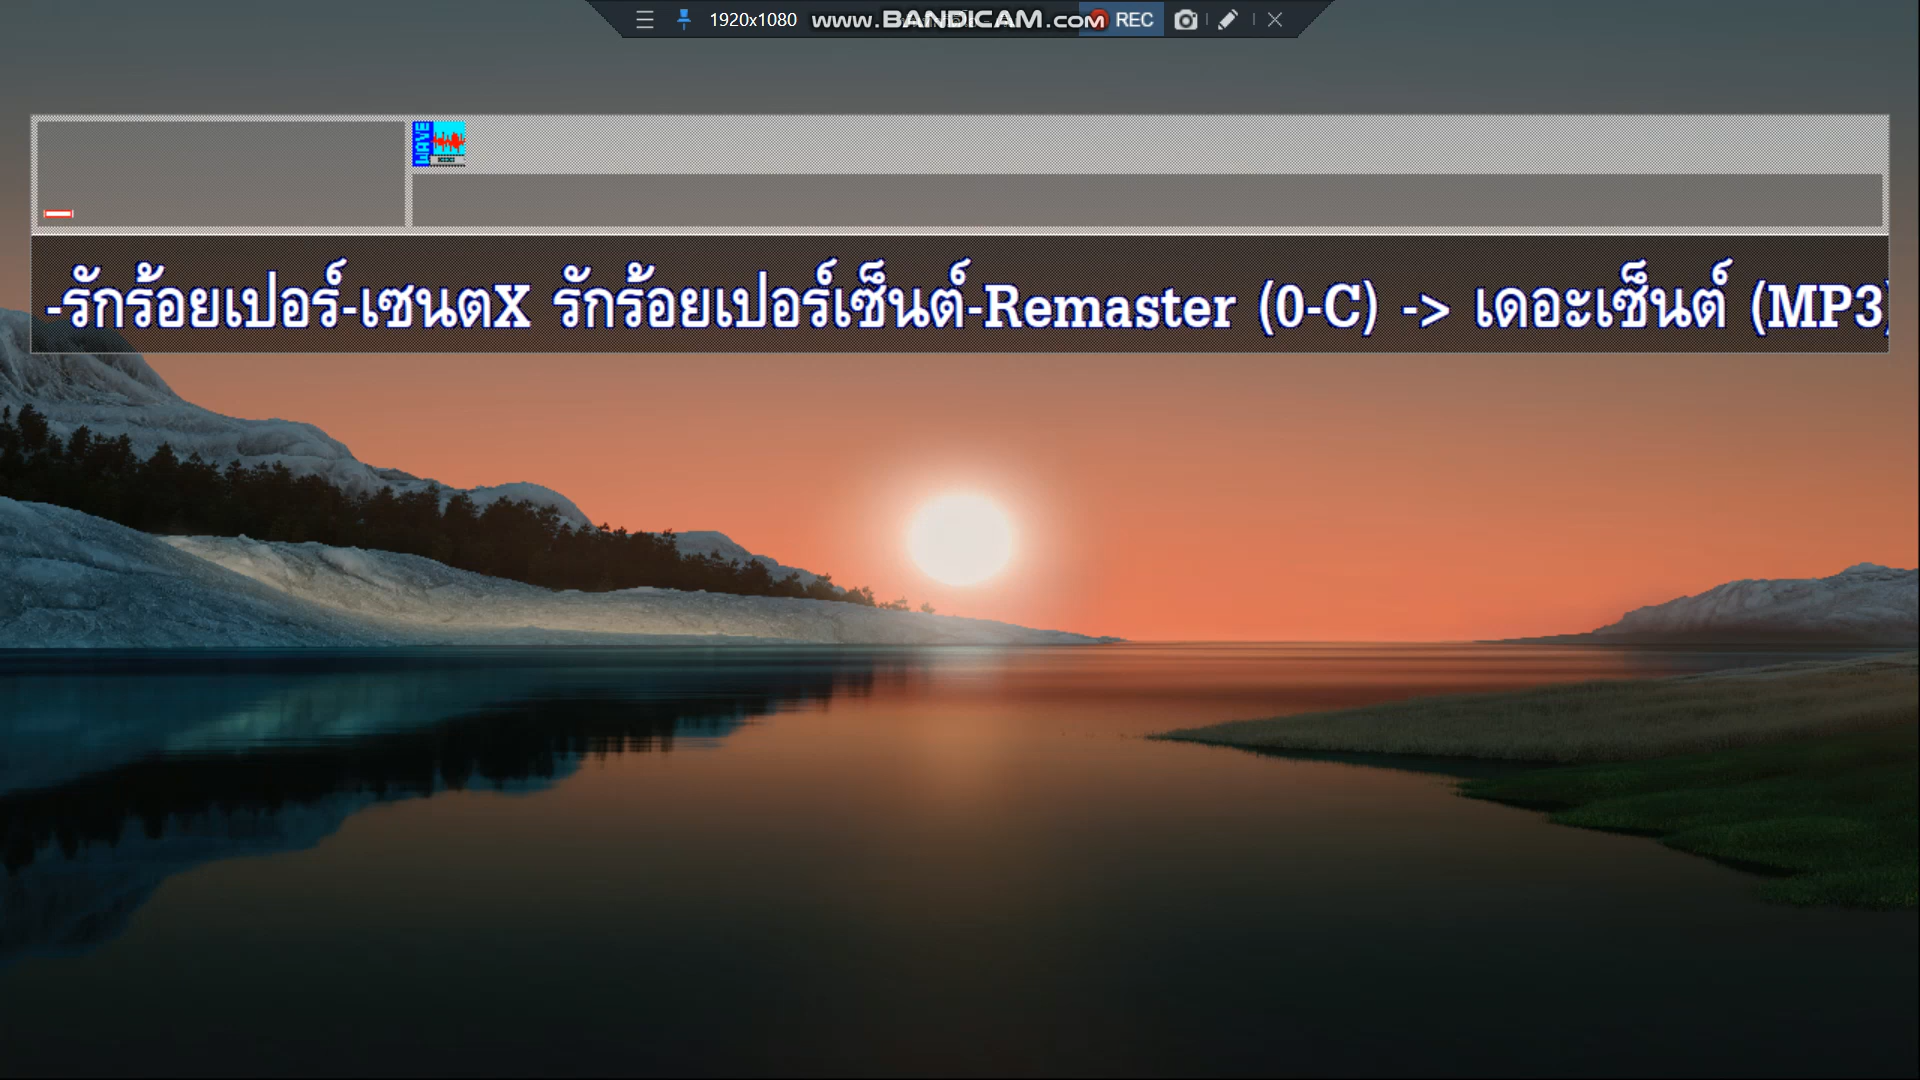 1920x1080 www.BANDICAM.com REC
WAVE
-รักร้อยเปอร์-เซนตX รักร้อยเปอร์เซ็นต์-Remaster (0-C) -> เดอะเซ็นต์ (MP3)